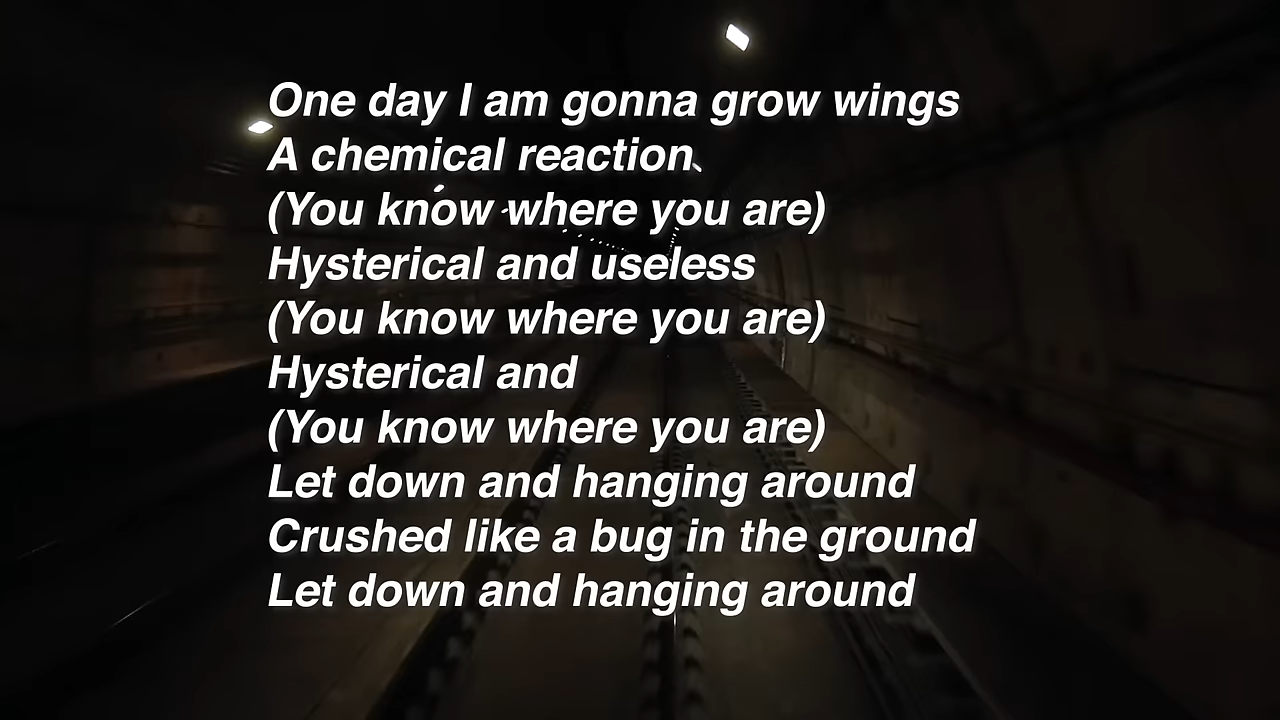 One day I am gonna grow wings
A chemical reaction
(You know where you are)
Hysterical and useless
(You know where you are)
Hysterical and
(You know where you are)
Let down and hanging around
Crushed like a bug in the ground
Let down and hanging around